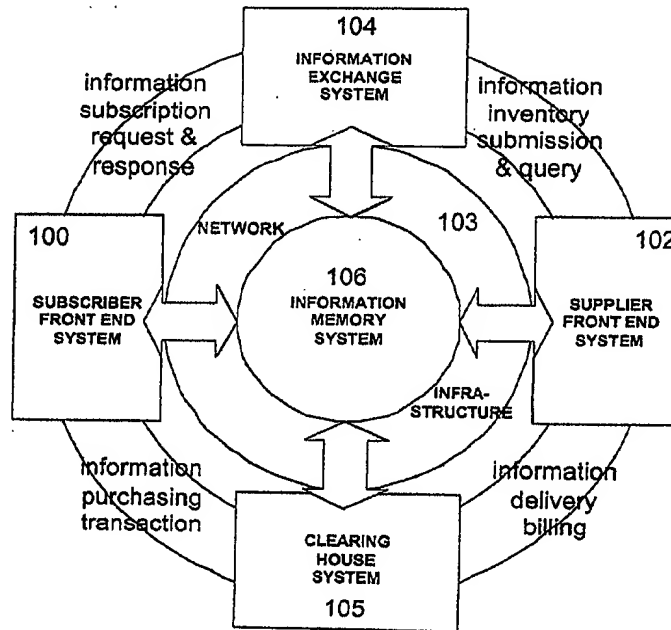 104
INFORMATION
EXCHANGE
SYSTEM
information
subscription
request &
response
information
inventory
submission
& query
100
SUBSCRIBER
FRONT END
SYSTEM
NETWORK
103
102
SUPPLIER
FRONT END
SYSTEM
106
INFORMATION
MEMORY
SYSTEM
INFRA-
STRUCTURE
information
purchasing
transaction
information
delivery
billing
CLEARING
HOUSE
SYSTEM
105